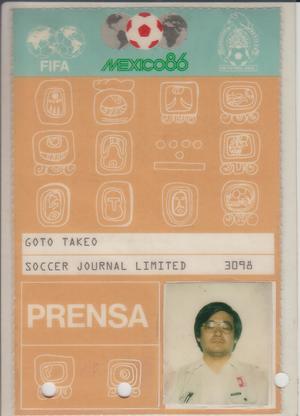 FIFA
MEXICO86
GOTO TAKEO
SOCCER JOURNAL LIMITED 3098
PRENSA